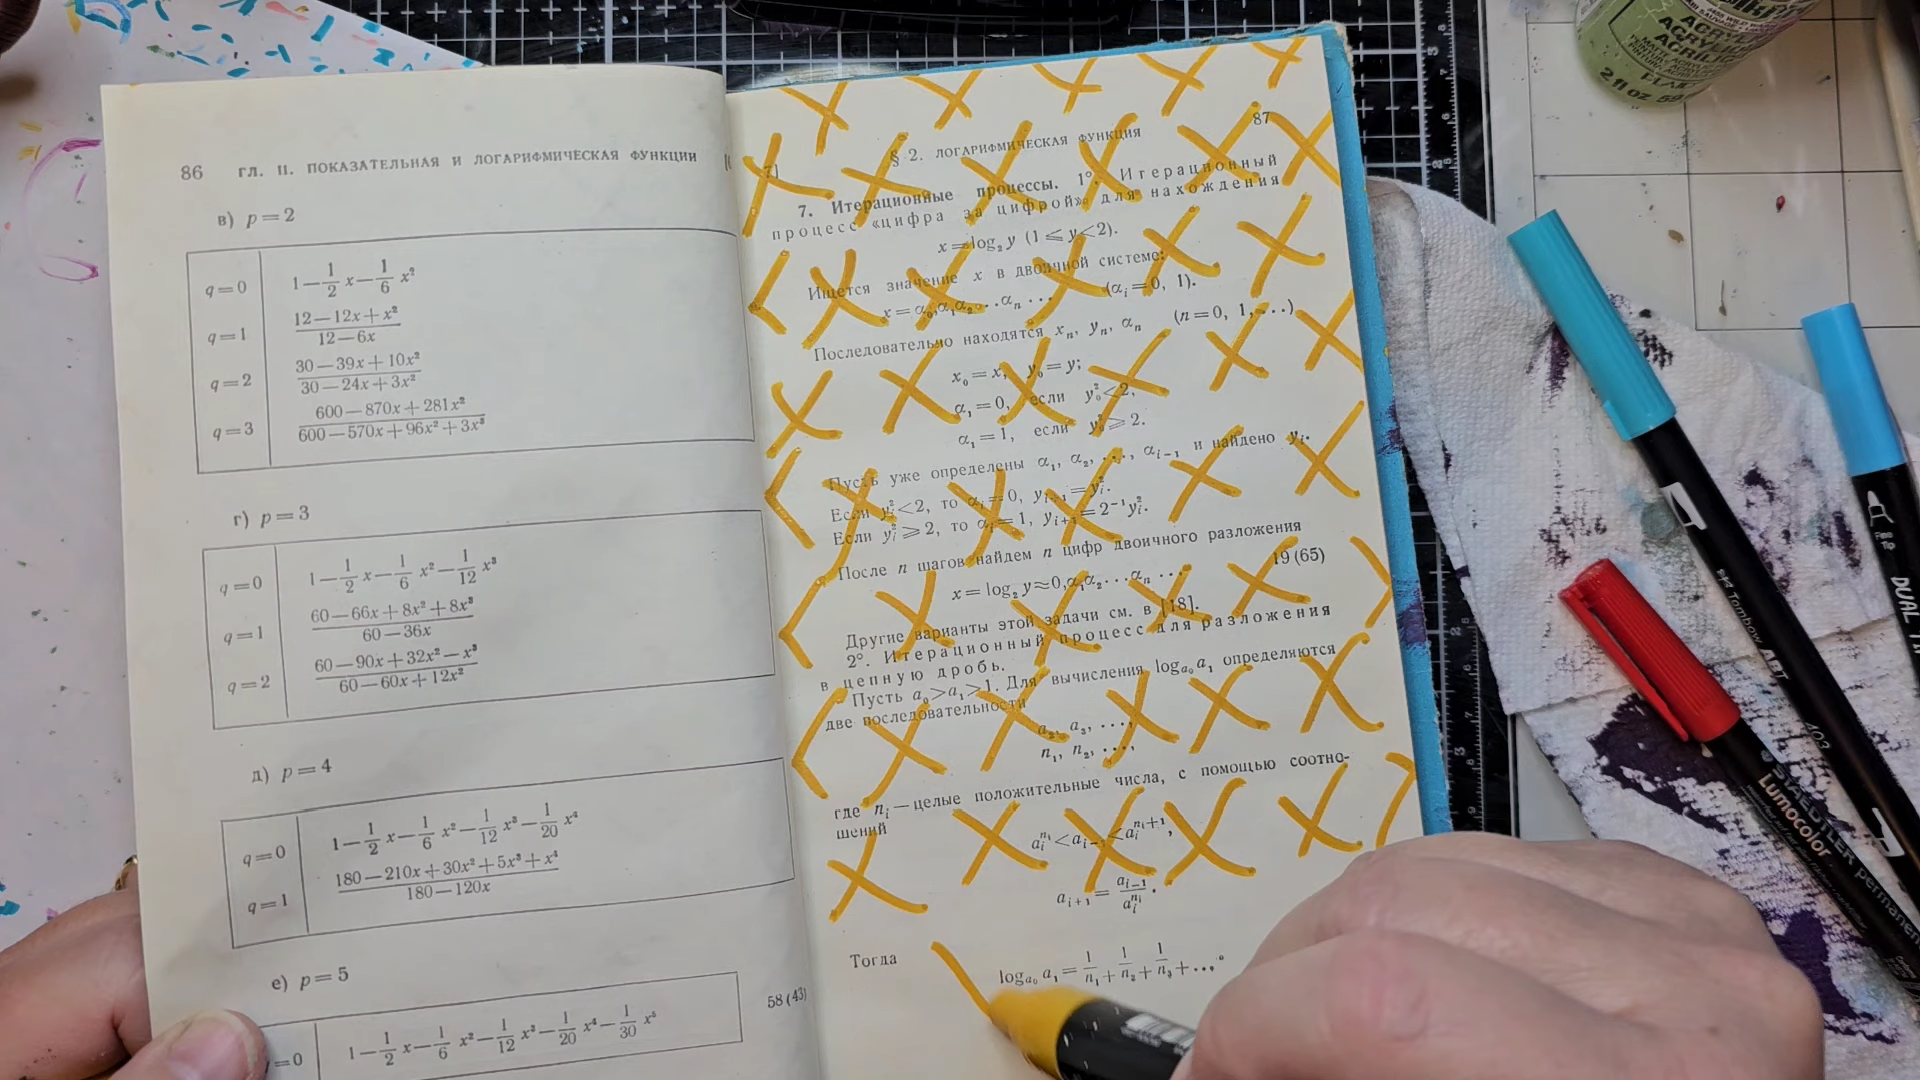 86 ГЛ. II. ПОКАЗАТЕЛЬНАЯ И ЛОГАРИФМИЧЕСКАЯ ФУНКЦИИ
в) p=2
q=0 1−1/2 x−1/6 x²
q=1 (12−12x+x²)/(12−6x)
q=2 (30−39x+10x²)/(30−24x+3x²)
q=3 (600−870x+281x²)/(600−570x+96x²+3x³)
г) p=3
q=0 1−1/2 x−1/6 x²−1/12 x³
q=1 (60−66x+8x²+8x³)/(60−36x)
q=2 (60−90x+32x²−x³)/(60−60x+12x²)
д) p=4
q=0 1−1/2 x−1/6 x²−1/12 x³−1/20 x⁴
q=1 (180−210x+30x²+5x³+x⁴)/(180−120x)
е) p=5
58 (43)
=0 1−1/2 x−1/6 x²−1/12 x³−1/20 x⁴−1/30 x⁵
7] § 2. ЛОГАРИФМИЧЕСКАЯ ФУНКЦИЯ 87
7. Итерационные процессы. 1°. Итерационный
процесс «цифра за цифрой» для нахождения
x=log₂ y (1⩽y<2).
Ищется значение x в двоичной системе:
x=α₀,α₁α₂...αₙ... (αᵢ=0, 1).
Последовательно находятся xₙ, yₙ, αₙ (n=0, 1, ...)
x₀=x, y₀=y;
α₁=0, если y₀²<2,
α₁=1, если y₀²⩾2.
Пусть уже определены α₁, α₂, ..., αᵢ₋₁ и найдено yᵢ.
Если yᵢ²<2, то αᵢ=0, yᵢ₊₁=yᵢ².
Если yᵢ²⩾2, то αᵢ=1, yᵢ₊₁=2⁻¹yᵢ².
После n шагов найдем n цифр двоичного разложения
19 (65)
x=log₂ y≈0,α₁α₂...αₙ...
Другие варианты этой задачи см. в [18].
2°. Итерационный процесс для разложения
в цепную дробь.
Пусть a₀>a₁>1. Для вычисления log_a₀ a₁ определяются
две последовательности
a₂, a₃, ...,
n₁, n₂, ...,
где nᵢ—целые положительные числа, с помощью соотно-
шений
aᵢ^nᵢ<aᵢ₋₁<aᵢ^(nᵢ+1),
aᵢ₊₁=aᵢ₋₁/aᵢ^nᵢ.
Тогда
log_a₀ a₁=1/n₁+1/n₂+1/n₃+...
ACRYLIC
2 fl oz 59
Tombow ABT
403
DUAL
Fine Tip
STAEDTLER permanent
Lumocolor